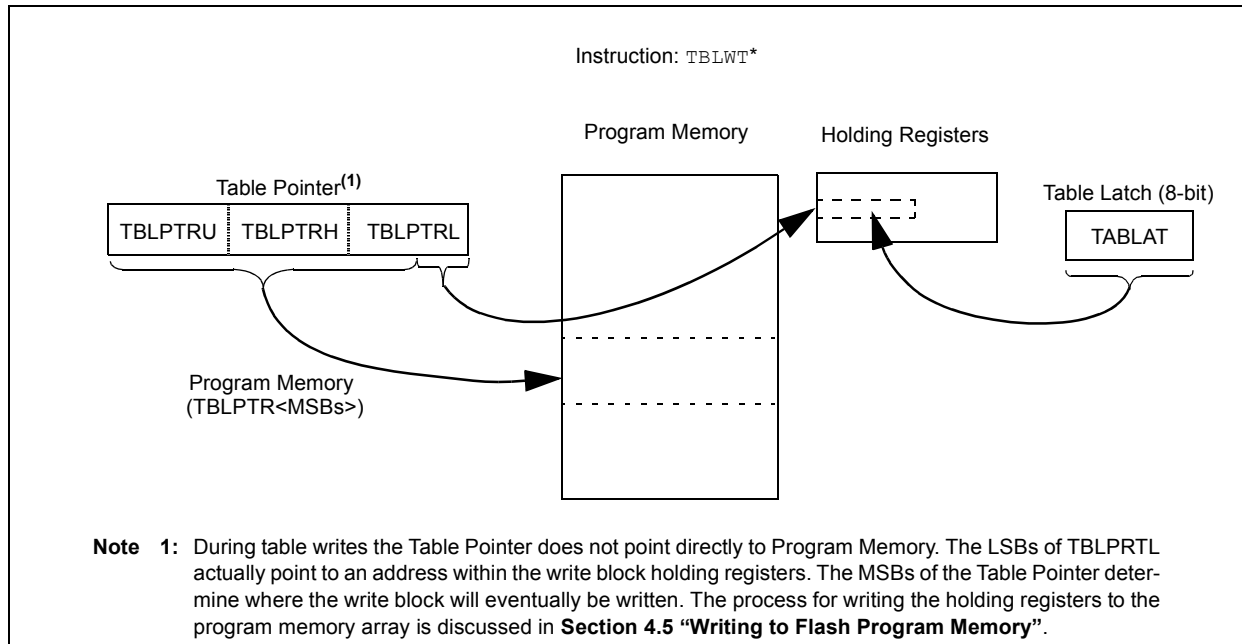 Instruction: TBLWT*
Program Memory
Holding Registers
Table Pointer(1)
Table Latch (8-bit)
TBLPTRU TBLPTRH TBLPTRL
TABLAT
Program Memory
(TBLPTR<MSBs>)
Note 1: During table writes the Table Pointer does not point directly to Program Memory. The LSBs of TBLPRTL
actually point to an address within the write block holding registers. The MSBs of the Table Pointer deter-
mine where the write block will eventually be written. The process for writing the holding registers to the
program memory array is discussed in Section 4.5 “Writing to Flash Program Memory”.